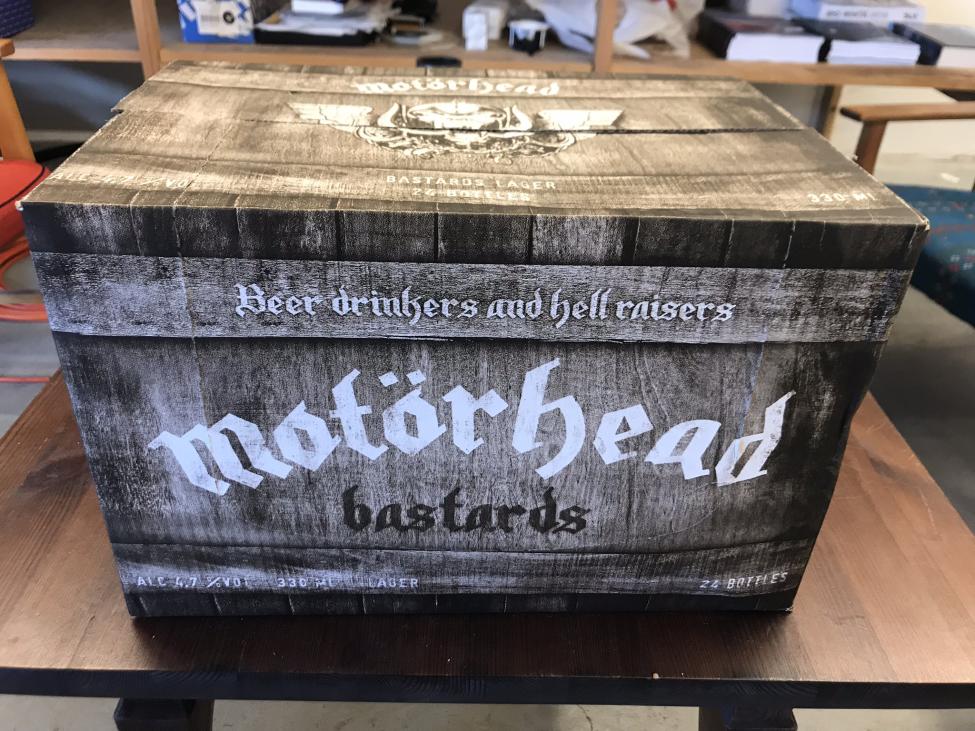 motörhead
BASTARDS LAGER
24 BOTTLES
330 ML
Beer drinkers and hell raisers
motörhead
bastards
ALC 4,7 %VOL 330 ML LAGER
24 BOTTLES